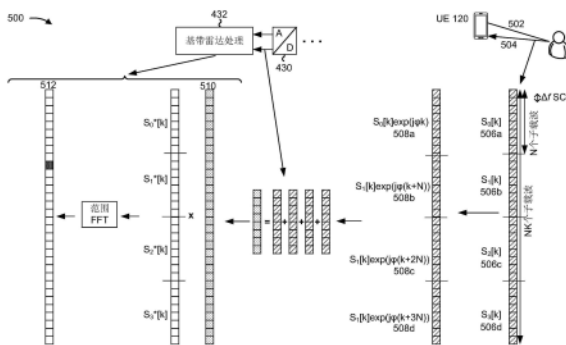 500
432
基带雷达处理
A
D
430
UE 120
502
504
512
510
S₀*[k]
S₁*[k]
S₂*[k]
S₃*[k]
范围
FFT
x
= + + +
S₀[k]exp(jφk)
508a
S₁[k]exp(jφ(k+N))
508b
S₁[k]exp(jφ(k+2N))
508c
S₁[k]exp(jφ(k+3N))
508d
S₀[k]
506a
S₁[k]
506b
S₂[k]
506c
S₃[k]
506d
ϕΔf SC
N个子载波
NK个子载波